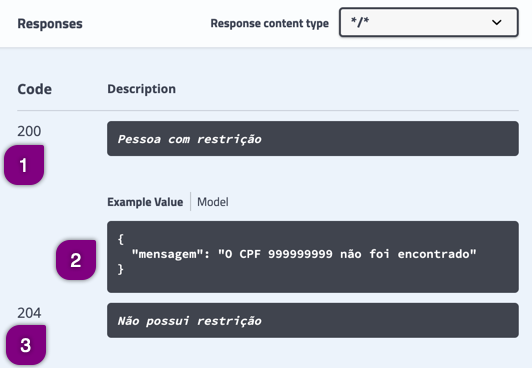 Responses
Response content type
*/*
Code
Description
200
Pessoa com restrição
1
Example Value
Model
{
"mensagem": "O CPF 999999999 não foi encontrado"
}
2
204
Não possui restrição
3